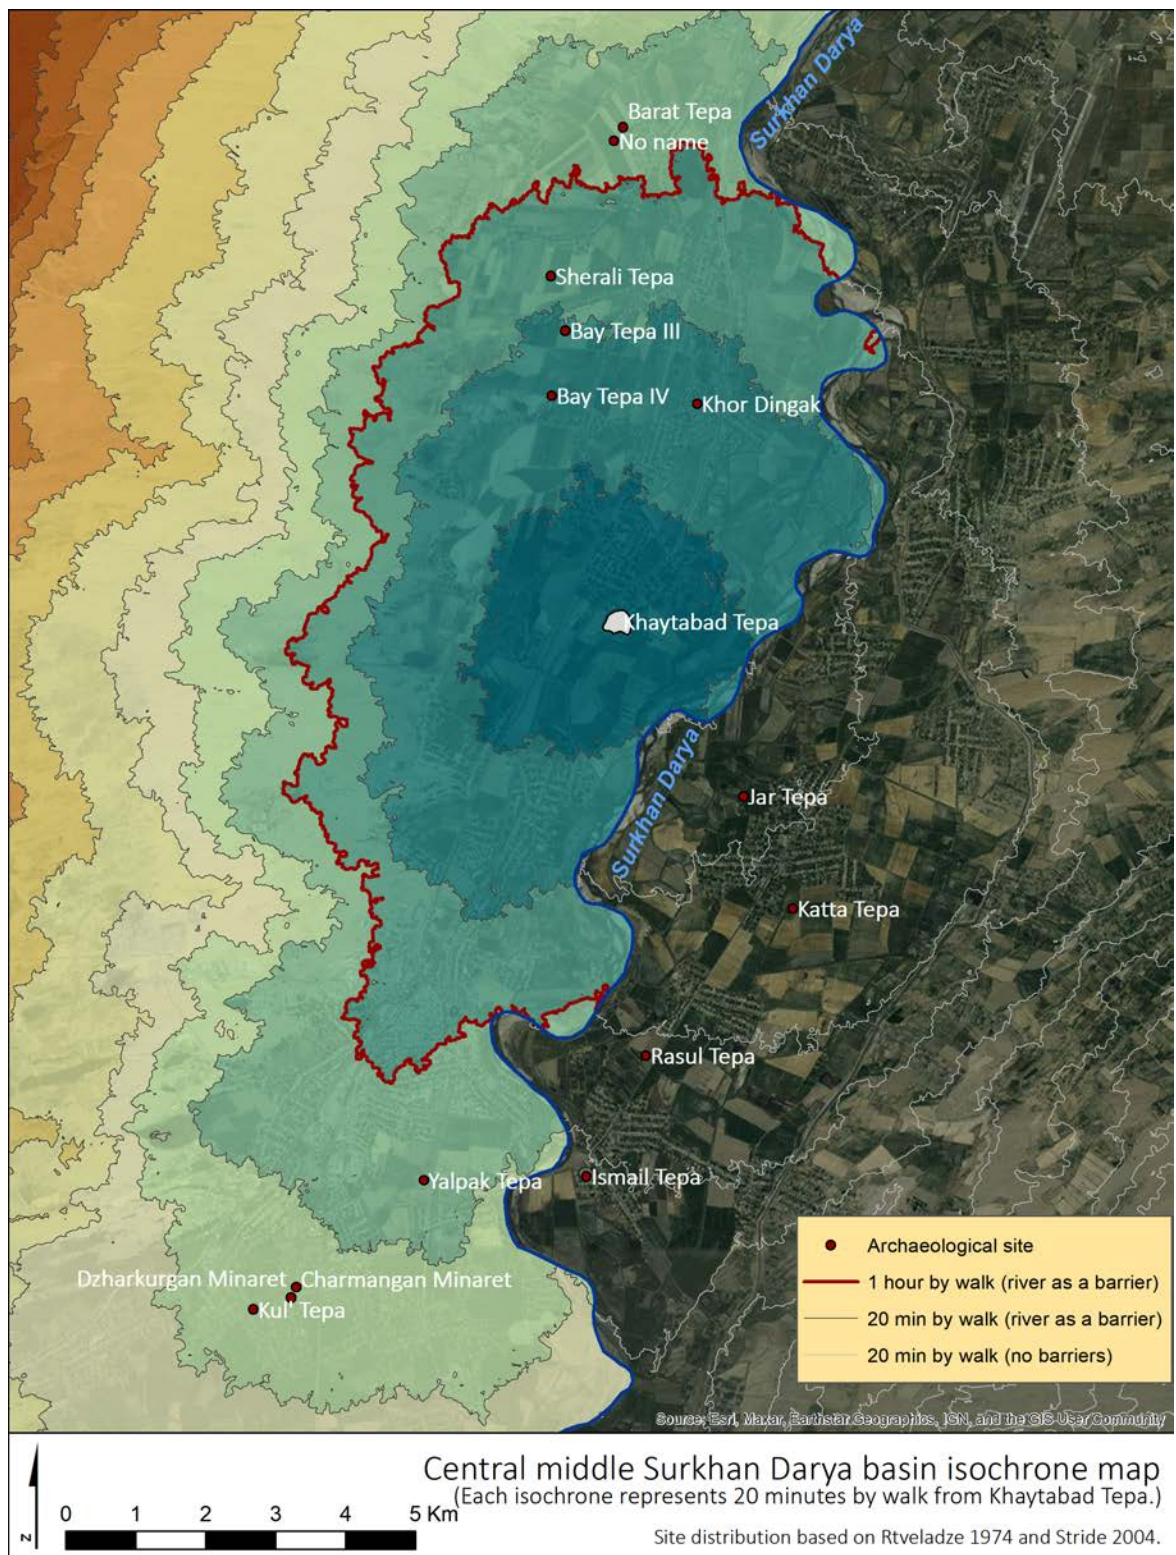 Surkhan Darya
Barat Tepa
No name
Sherali Tepa
Bay Tepa III
Bay Tepa IV
Khor Dingak
Khaytabad Tepa
Surkhan Darya
Jar Tepa
Katta Tepa
Rasul Tepa
Yalpak Tepa
Ismail Tepa
Dzharkurgan Minaret
Charmangan Minaret
Kul' Tepa
Archaeological site
1 hour by walk (river as a barrier)
20 min by walk (river as a barrier)
20 min by walk (no barriers)
Source: Esri, Maxar, Earthstar Geographics, IGN, and the GIS User Community
Central middle Surkhan Darya basin isochrone map
(Each isochrone represents 20 minutes by walk from Khaytabad Tepa.)
0 1 2 3 4 5 Km
N
Site distribution based on Rtveladze 1974 and Stride 2004.